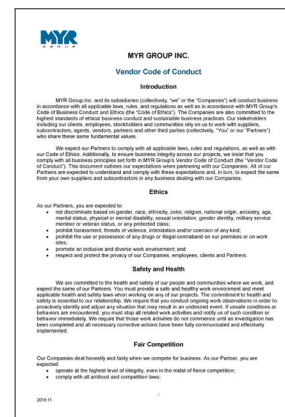 MYR
GROUP
MYR GROUP INC.
Vendor Code of Conduct
Introduction
MYR Group Inc. and its subsidiaries (collectively, "we" or the "Companies") will conduct business
in accordance with all applicable laws, rules, and regulations as well as in accordance with MYR Group's
Code of Business Conduct and Ethics (the "Code of Ethics"). The Companies are also committed to the
highest standards of ethical business conduct and sustainable business practices. Our stakeholders
including our clients, employees, stockholders and communities rely on us to work with suppliers,
subcontractors, agents, vendors, partners and other third parties (collectively, "You" or our "Partners")
who share these same fundamental values.
We expect our Partners to comply with all applicable laws, rules and regulations, as well as with
our Code of Ethics. Additionally, to ensure business integrity across our projects, we insist that you
comply with all business principles set forth in MYR Group's Vendor Code of Conduct (the "Vendor Code
of Conduct"). This document outlines our expectations when partnering with our Companies. All of our
Partners are expected to understand and comply with these expectations and, in turn, to expect the same
from your own suppliers and subcontractors in any business dealing with our Companies.
Ethics
As our Partners, you are expected to:
• not discriminate based on gender, race, ethnicity, color, religion, national origin, ancestry, age,
marital status, physical or mental disability, sexual orientation, gender identity, military service
member or veteran status, or any protected class;
• prohibit harassment, threats of violence, intimidation and/or coercion of any kind;
• prohibit the use or possession of any drugs or illegal contraband on our premises or on work
sites;
• promote an inclusive and diverse work environment; and
• respect and protect the privacy of our Companies, employees, clients and Partners.
Safety and Health
We are committed to the health and safety of our people and communities where we work, and
expect the same of our Partners. You must provide a safe and healthy work environment and meet
applicable health and safety laws when working on any of our projects. The commitment to health and
safety is essential to our relationship. We require that you conduct ongoing work observations in order to
proactively identify and adjust any situation that may result in an undesired event. If unsafe conditions or
behaviors are encountered, you must stop all related work activities and notify us of such condition or
behavior immediately. We require that those work activities do not commence until an investigation has
been completed and all necessary corrective actions have been fully communicated and effectively
implemented.
Fair Competition
Our Companies deal honestly and fairly when we compete for business. As our Partner, you are
expected:
• operate at the highest level of integrity, even in the midst of fierce competition;
• comply with all antitrust and competition laws;
1
2018.11